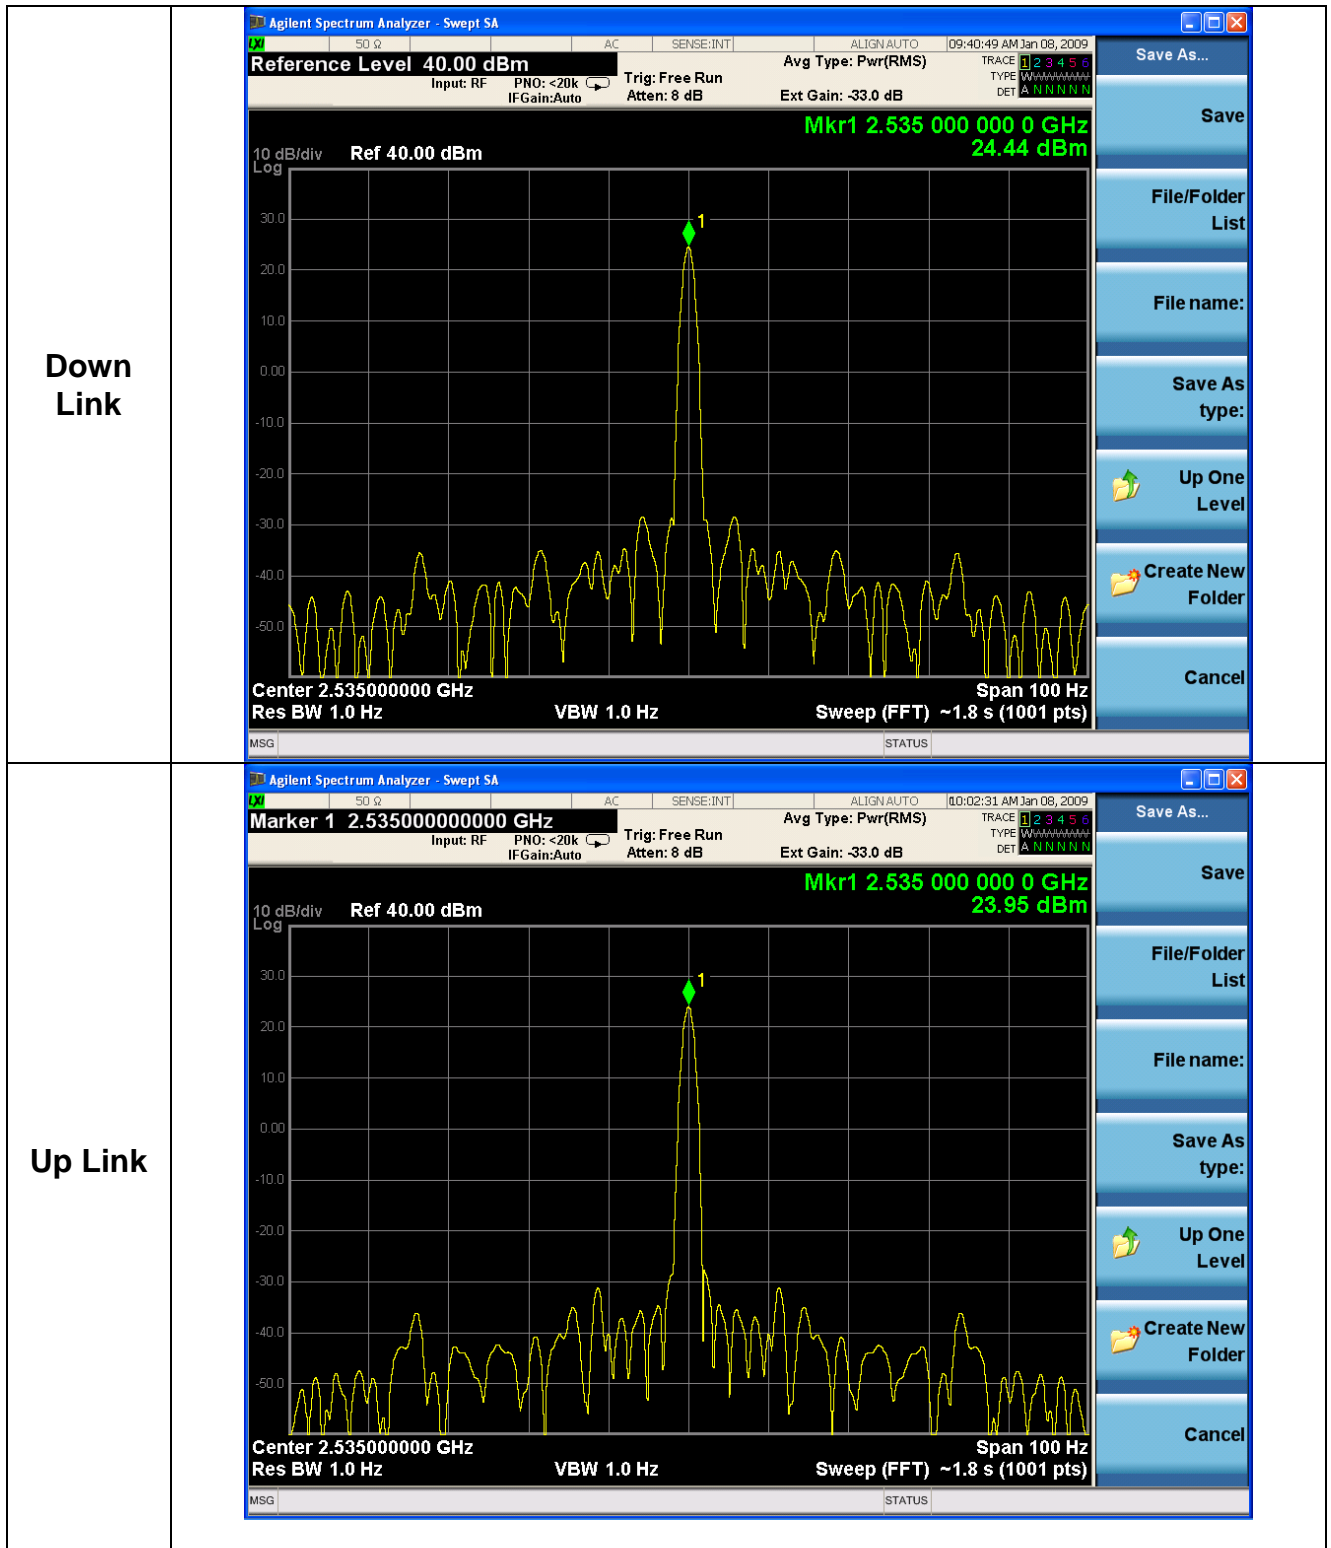 Down
Link
Agilent Spectrum Analyzer - Swept SA
LXI 50 Ω AC SENSE:INT ALIGN AUTO 09:40:49 AM Jan 08, 2009
Reference Level 40.00 dBm
Input: RF PNO: <20k Trig: Free Run Avg Type: Pwr(RMS) TRACE 1 2 3 4 5 6
IFGain:Auto Atten: 8 dB Ext Gain: -33.0 dB TYPE
DET A N N N N N
Mkr1 2.535 000 000 0 GHz
24.44 dBm
10 dB/div Ref 40.00 dBm
Log
1
30.0
20.0
10.0
0.00
-10.0
-20.0
-30.0
-40.0
-50.0
Center 2.535000000 GHz Span 100 Hz
Res BW 1.0 Hz VBW 1.0 Hz Sweep (FFT) ~1.8 s (1001 pts)
MSG STATUS
Save As...
Save
File/Folder
List
File name:
Save As
type:
Up One
Level
Create New
Folder
Cancel
Up Link
Agilent Spectrum Analyzer - Swept SA
LXI 50 Ω AC SENSE:INT ALIGN AUTO 10:02:31 AM Jan 08, 2009
Marker 1 2.535000000000 GHz
Input: RF PNO: <20k Trig: Free Run Avg Type: Pwr(RMS) TRACE 1 2 3 4 5 6
IFGain:Auto Atten: 8 dB Ext Gain: -33.0 dB TYPE
DET A N N N N N
Mkr1 2.535 000 000 0 GHz
23.95 dBm
10 dB/div Ref 40.00 dBm
Log
1
30.0
20.0
10.0
0.00
-10.0
-20.0
-30.0
-40.0
-50.0
Center 2.535000000 GHz Span 100 Hz
Res BW 1.0 Hz VBW 1.0 Hz Sweep (FFT) ~1.8 s (1001 pts)
MSG STATUS
Save As...
Save
File/Folder
List
File name:
Save As
type:
Up One
Level
Create New
Folder
Cancel